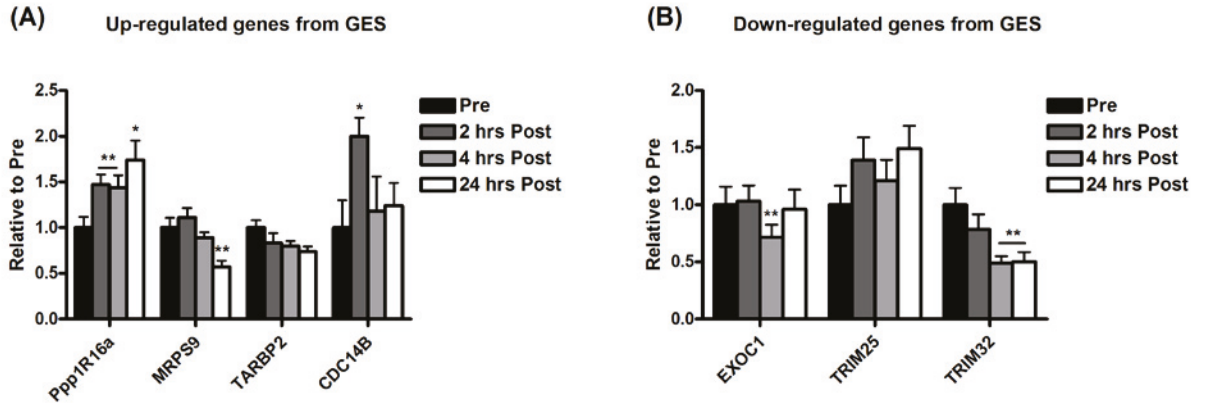 (A) Up-regulated genes from GES
Relative to Pre
2.5
2.0
1.5
1.0
0.5
0.0
** * ** *
Ppp1R16a MRPS9 TARBP2 CDC14B
Pre
2 hrs Post
4 hrs Post
24 hrs Post
(B) Down-regulated genes from GES
Relative to Pre
2.0
1.5
1.0
0.5
0.0
** **
EXOC1 TRIM25 TRIM32
Pre
2 hrs Post
4 hrs Post
24 hrs Post